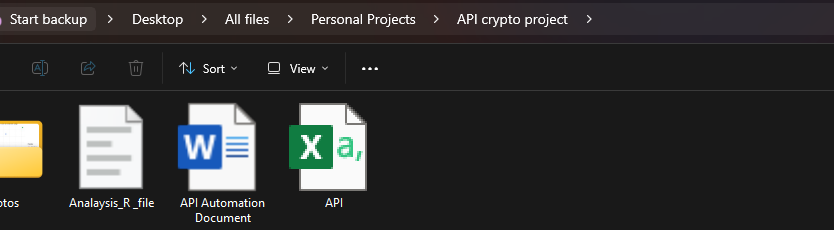 Start backup > Desktop > All files > Personal Projects > API crypto project >
Sort View ...
otos
Analaysis_R _file
API Automation
Document
API